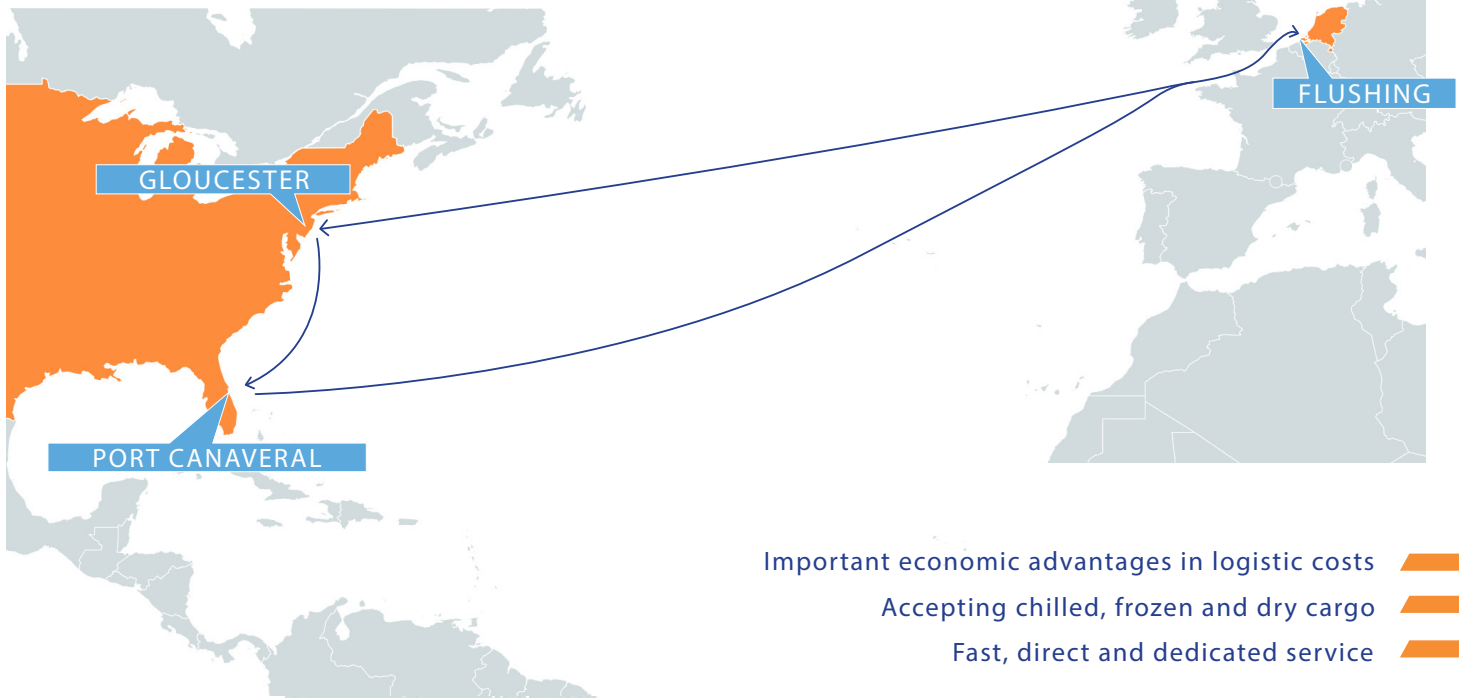 FLUSHING
GLOUCESTER
PORT CANAVERAL
Important economic advantages in logistic costs
Accepting chilled, frozen and dry cargo
Fast, direct and dedicated service